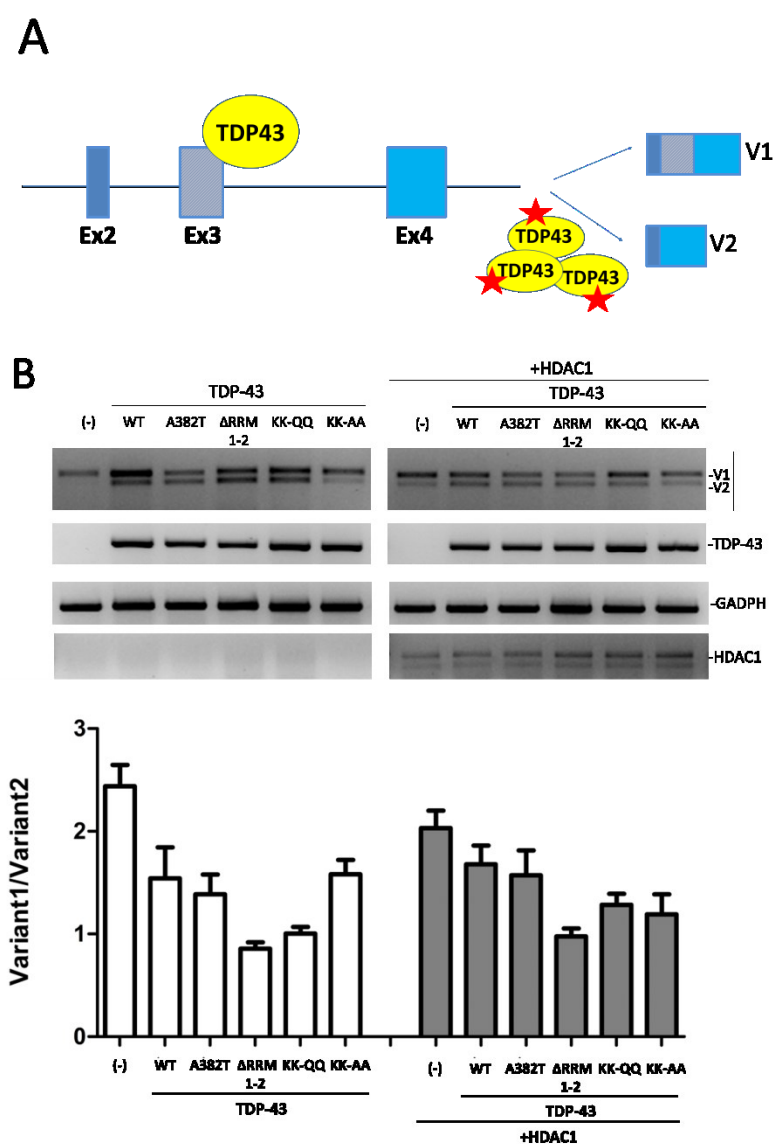 A
TDP43
V1
Ex2 Ex3 Ex4
TDP43
TDP43
TDP43
V2
B
+HDAC1
TDP-43 TDP-43
(-) WT A382T ΔRRM 1-2 KK-QQ KK-AA (-) WT A382T ΔRRM 1-2 KK-QQ KK-AA
-V1
-V2
-TDP-43
-GADPH
-HDAC1
Variant1/Variant2
3
2
1
0
(-) WT A382T ΔRRM 1-2 KK-QQ KK-AA (-) WT A382T ΔRRM 1-2 KK-QQ KK-AA
TDP-43 TDP-43
+HDAC1